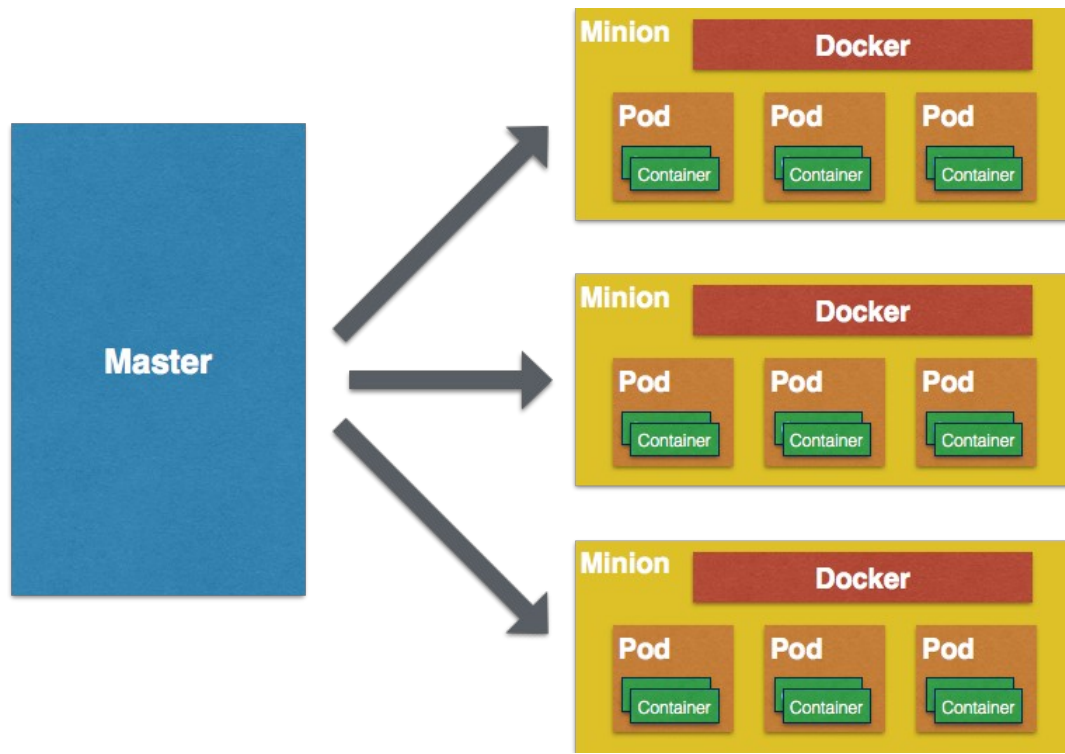 Master
Minion
Docker
Pod Pod Pod
Container Container Container
Minion
Docker
Pod Pod Pod
Container Container Container
Minion
Docker
Pod Pod Pod
Container Container Container